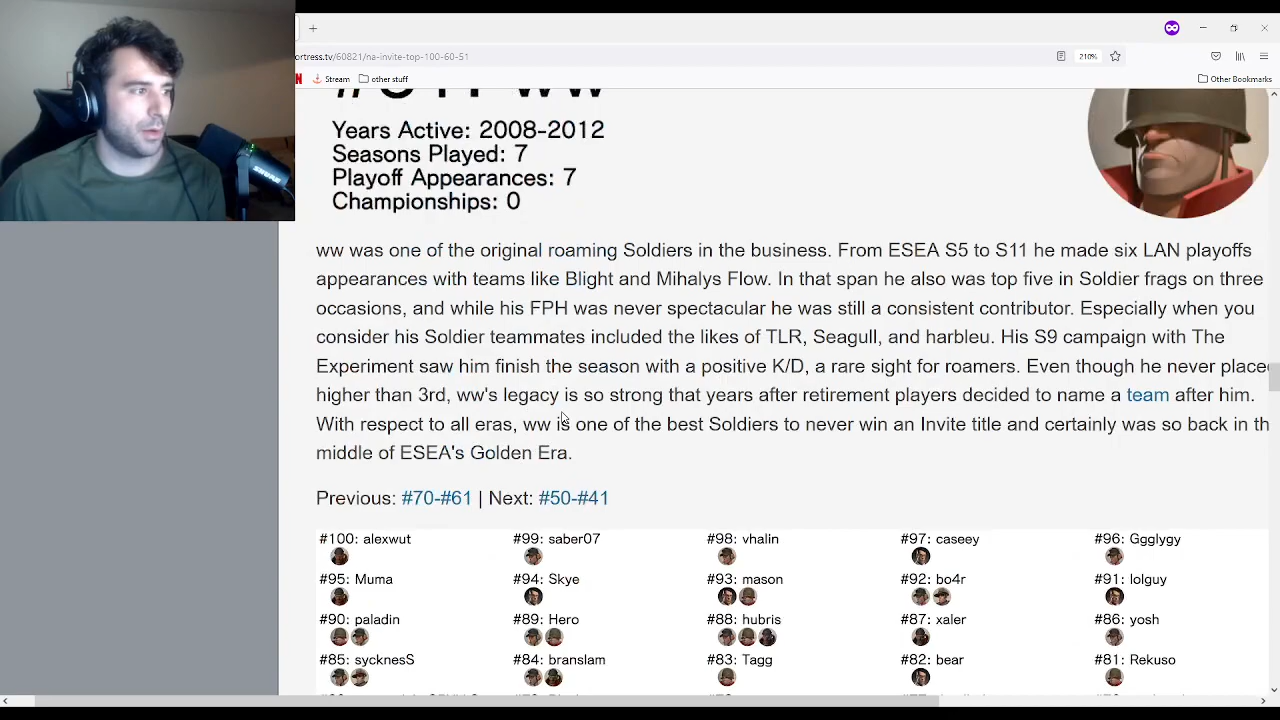 ortress.tv/60821/na-invite-top-100-60-51
210%
Stream
other stuff
Other Bookmarks
Years Active: 2008-2012
Seasons Played: 7
Playoff Appearances: 7
Championships: 0
ww was one of the original roaming Soldiers in the business. From ESEA S5 to S11 he made six LAN playoffs
appearances with teams like Blight and Mihalys Flow. In that span he also was top five in Soldier frags on three
occasions, and while his FPH was never spectacular he was still a consistent contributor. Especially when you
consider his Soldier teammates included the likes of TLR, Seagull, and harbleu. His S9 campaign with The
Experiment saw him finish the season with a positive K/D, a rare sight for roamers. Even though he never place
higher than 3rd, ww's legacy is so strong that years after retirement players decided to name a team after him.
With respect to all eras, ww is one of the best Soldiers to never win an Invite title and certainly was so back in th
middle of ESEA's Golden Era.
Previous: #70-#61 | Next: #50-#41
#100: alexwut #99: saber07 #98: vhalin #97: caseey #96: Ggglygy
#95: Muma #94: Skye #93: mason #92: bo4r #91: lolguy
#90: paladin #89: Hero #88: hubris #87: xaler #86: yosh
#85: sycknesS #84: branslam #83: Tagg #82: bear #81: Rekuso
SHURE